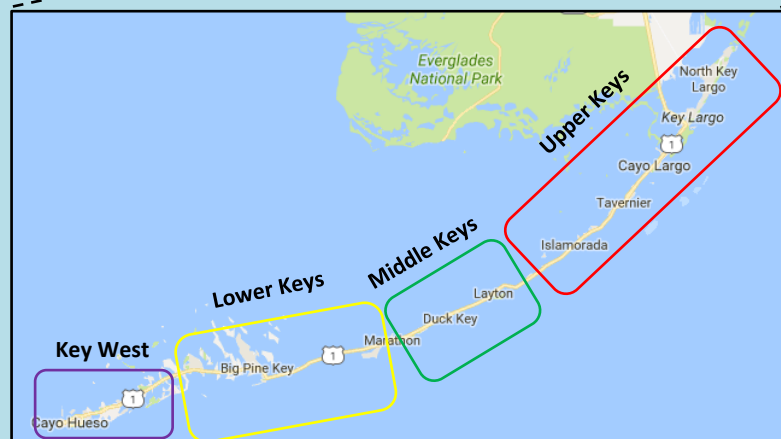 Everglades
National Park
Upper Keys
North Key
Largo
Key Largo
1
Cayo Largo
Tavernier
Islamorada
Middle Keys
Layton
Duck Key
Lower Keys
Marathon
1
Big Pine Key
Key West
1
Cayo Hueso